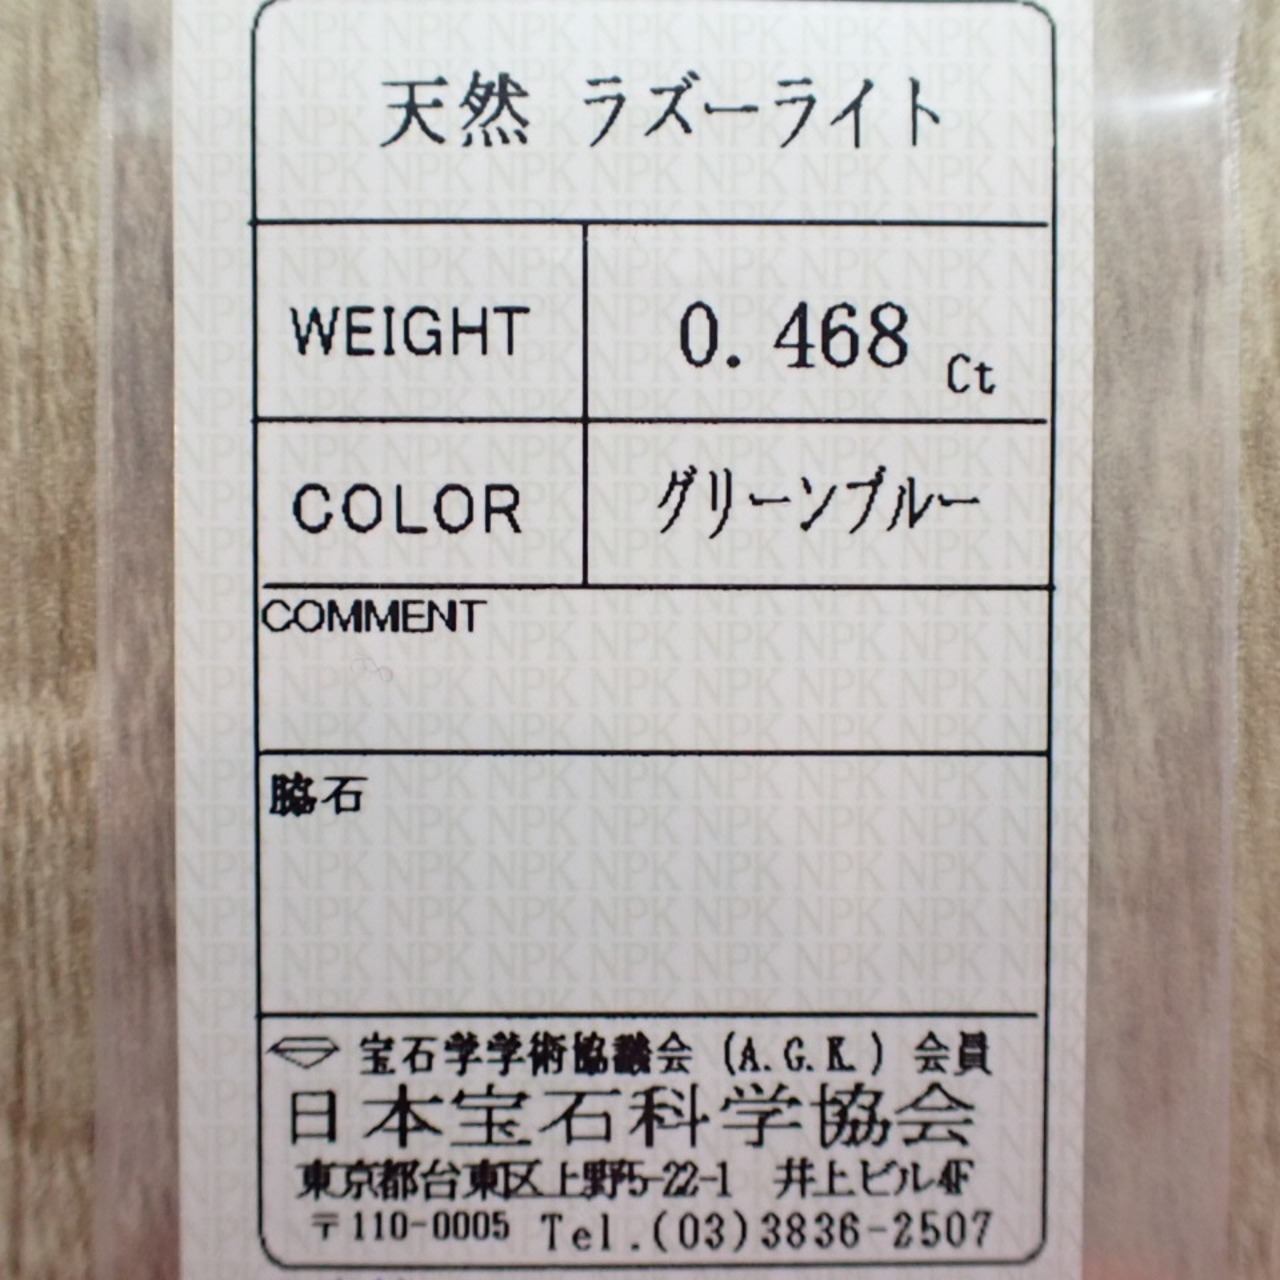 天然 ラズーライト
WEIGHT 0.468 Ct
COLOR グリーンブルー
COMMENT
脇石
宝石学学術協議会 (A.G.K.) 会員
日本宝石科学協会
東京都台東区上野5-22-1 井上ビル4F
〒110-0005 Tel.(03)3836-2507